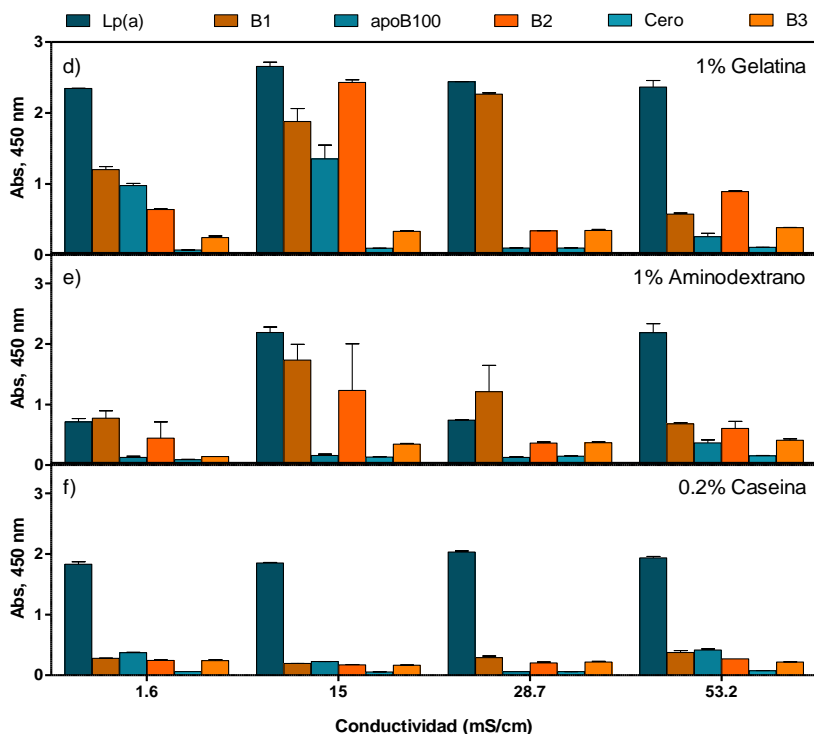 Lp(a) B1 apoB100 B2 Cero B3
3
d) 1% Gelatina
2
Abs, 450 nm
1
0
3
e) 1% Aminodextrano
2
Abs, 450 nm
1
0
3
f) 0.2% Caseina
2
Abs, 450 nm
1
0
1.6 15 28.7 53.2
Conductividad (mS/cm)